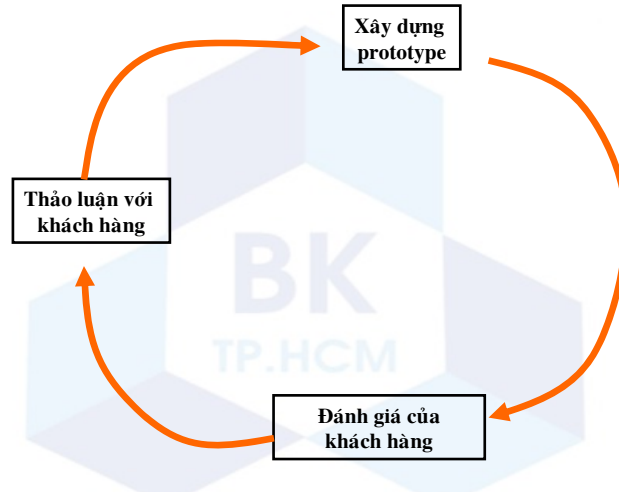 Xây dựng
prototype
Thảo luận với
khách hàng
BK
TP.HCM
Đánh giá của
khách hàng